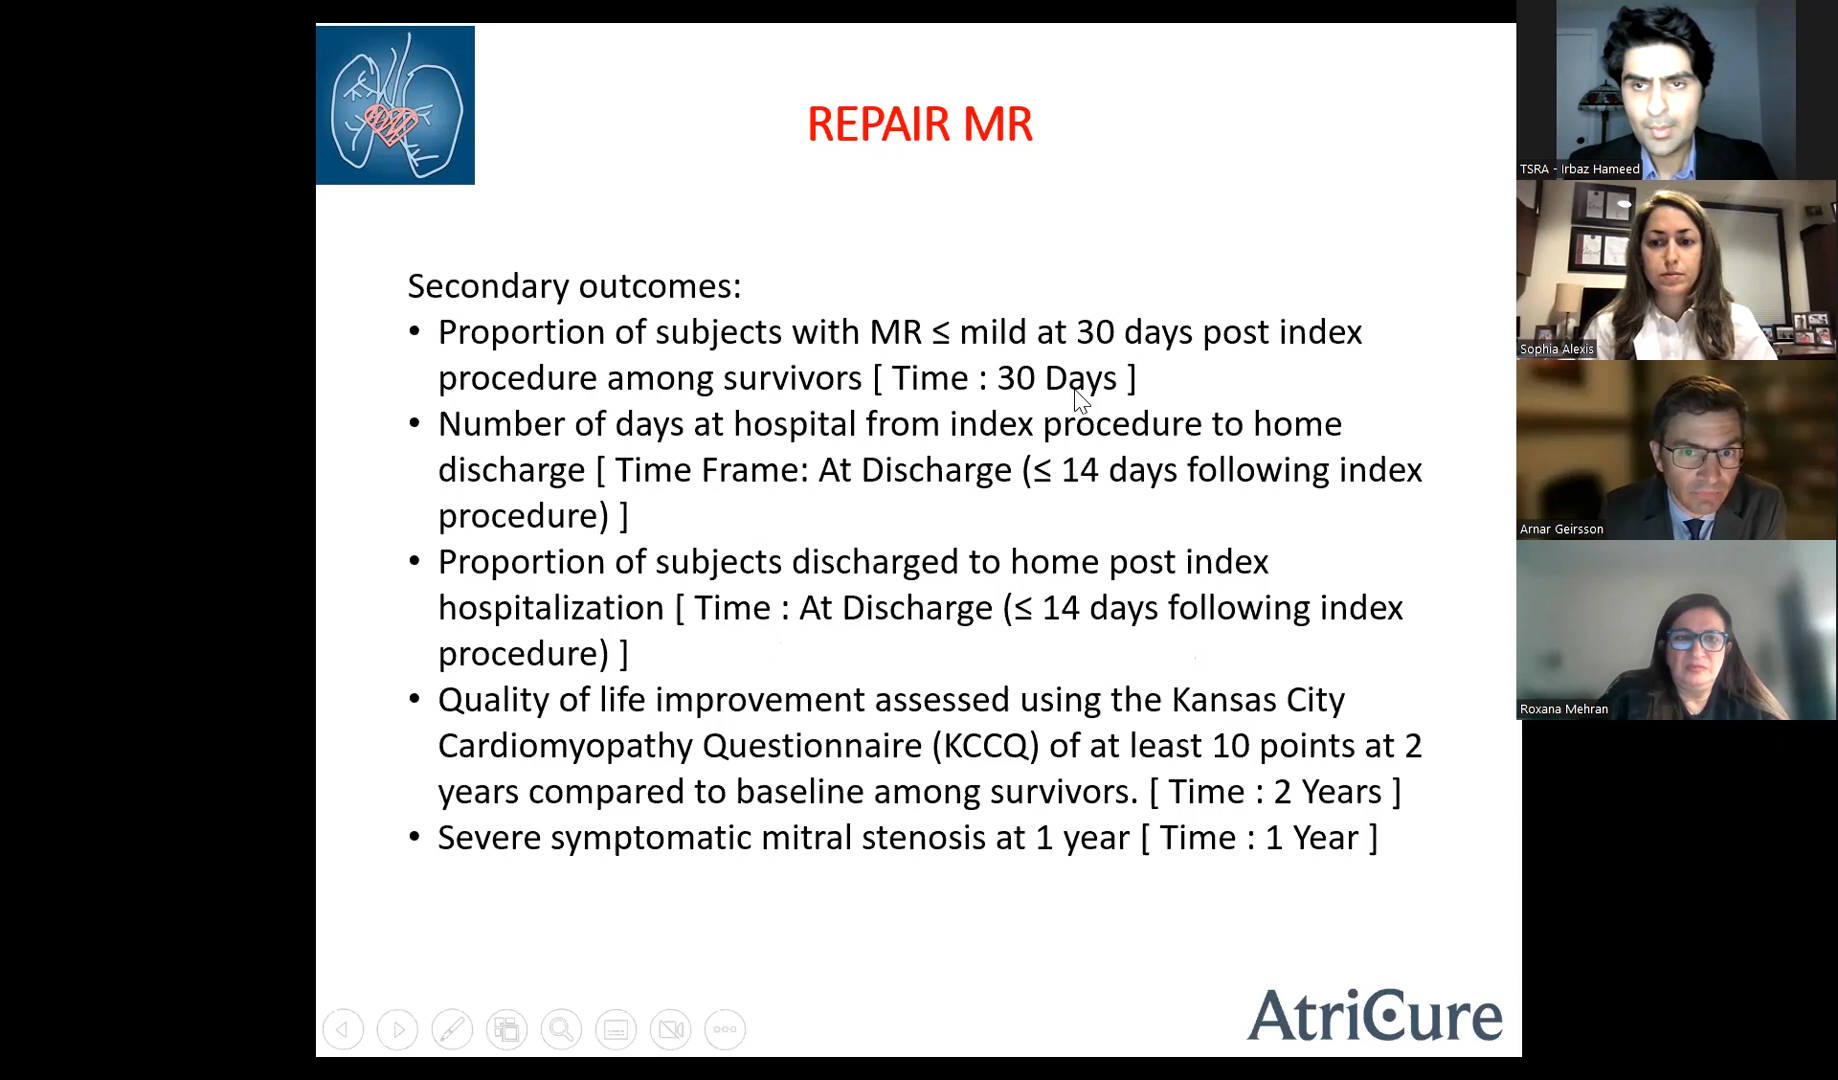 REPAIR MR
Secondary outcomes:
• Proportion of subjects with MR ≤ mild at 30 days post index
procedure among survivors [ Time : 30 Days ]
• Number of days at hospital from index procedure to home
discharge [ Time Frame: At Discharge (≤ 14 days following index
procedure) ]
• Proportion of subjects discharged to home post index
hospitalization [ Time : At Discharge (≤ 14 days following index
procedure) ]
• Quality of life improvement assessed using the Kansas City
Cardiomyopathy Questionnaire (KCCQ) of at least 10 points at 2
years compared to baseline among survivors. [ Time : 2 Years ]
• Severe symptomatic mitral stenosis at 1 year [ Time : 1 Year ]
AtriCure
TSRA - Irbaz Hameed
Sophia Alexis
Arnar Geirsson
Roxana Mehran